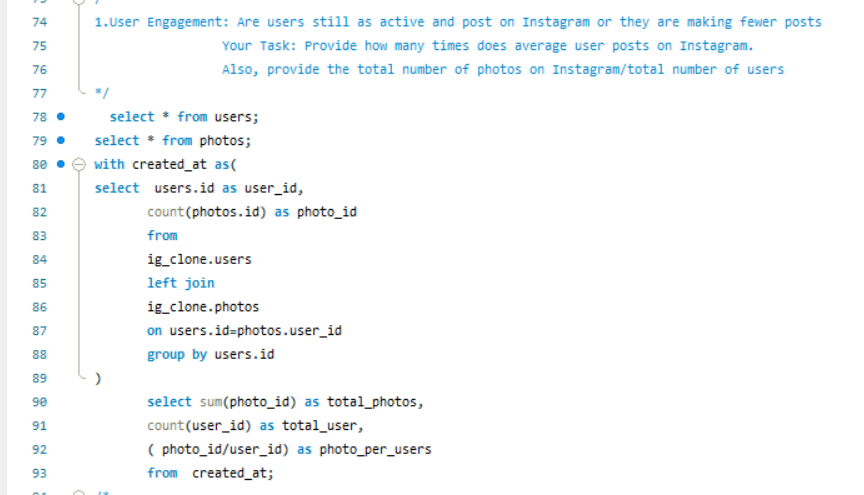 74 1.User Engagement: Are users still as active and post on Instagram or they are making fewer posts
75 Your Task: Provide how many times does average user posts on Instagram.
76 Also, provide the total number of photos on Instagram/total number of users
77 */
78 select * from users;
79 select * from photos;
80 with created_at as(
81 select users.id as user_id,
82 count(photos.id) as photo_id
83 from
84 ig_clone.users
85 left join
86 ig_clone.photos
87 on users.id=photos.user_id
88 group by users.id
89 )
90 select sum(photo_id) as total_photos,
91 count(user_id) as total_user,
92 ( photo_id/user_id) as photo_per_users
93 from created_at;